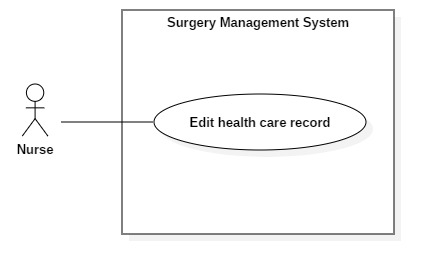 Surgery Management System
Edit health care record
Nurse